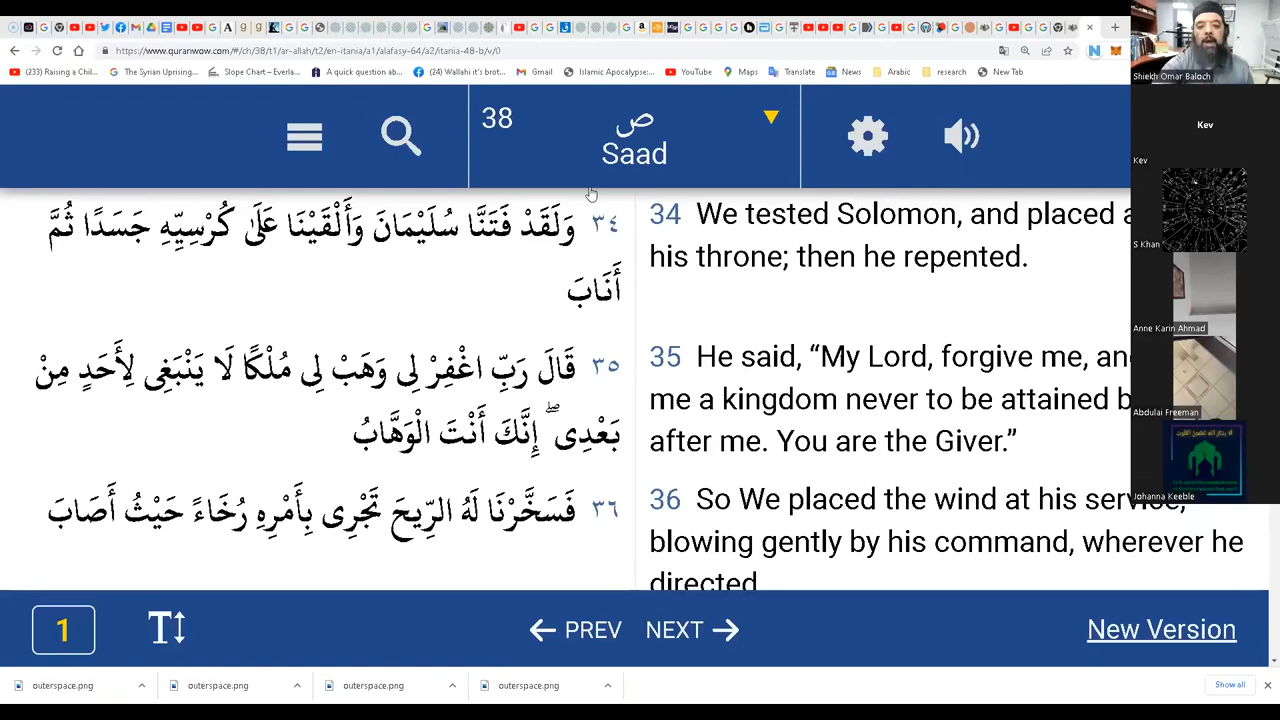 https://www.quranwow.com/#/ch/38/t1/ar-allah/t2/en-itania/a1/alafasy-64/a2/itania-48-b/v/0
(233) Raising a Chil...
The Syrian Uprising...
Slope Chart – Everla...
A quick question ab...
(24) Wallahi it's brot...
Gmail
Islamic Apocalypse:...
YouTube
Maps
Translate
News
Arabic
research
New Tab
Shiekh Omar Baloch
Kev
Kev
S Khan
Anne Karin Ahmad
Abdulai Freeman
Johanna Keeble
38
ص
Saad
٣٤ وَلَقَدْ فَتَنَّا سُلَيْمَانَ وَأَلْقَيْنَا عَلَىٰ كُرْسِيِّهِ جَسَدًا ثُمَّ
أَنَابَ
٣٥ قَالَ رَبِّ اغْفِرْ لِى وَهَبْ لِى مُلْكًا لَا يَنْبَغِى لِأَحَدٍ مِنْ
بَعْدِى ۖ إِنَّكَ أَنْتَ الْوَهَّابُ
٣٦ فَسَخَّرْنَا لَهُ الرِّيحَ تَجْرِى بِأَمْرِهِ رُخَاءً حَيْثُ أَصَابَ
34 We tested Solomon, and placed a
his throne; then he repented.
35 He said, “My Lord, forgive me, an
me a kingdom never to be attained b
after me. You are the Giver.”
36 So We placed the wind at his service,
blowing gently by his command, wherever he
directed
1
PREV
NEXT
New Version
outerspace.png
outerspace.png
outerspace.png
outerspace.png
Show all